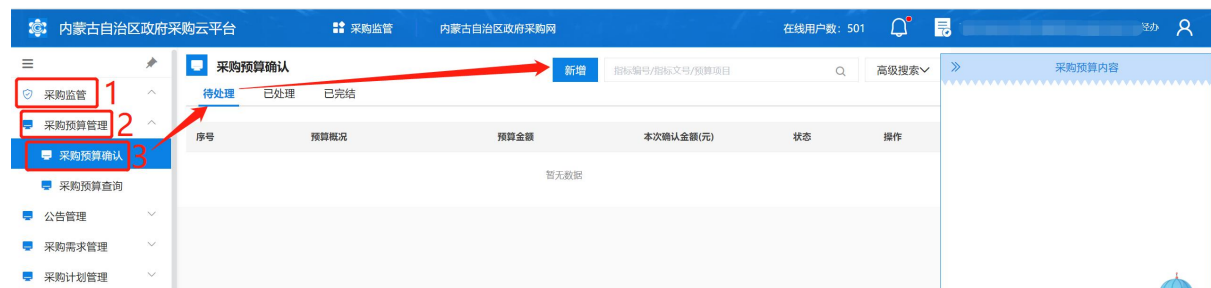 内蒙古自治区政府采购云平台 采购监管 内蒙古自治区政府采购网 在线用户数: 501 经办
采购预算确认 新增 指标编号/指标文号/预算项目 高级搜索 采购预算内容
采购监管 1 待处理 已处理 已完结
采购预算管理 2 序号 预算概况 预算金额 本次确认金额(元) 状态 操作
采购预算确认 3
暂无数据
采购预算查询
公告管理
采购需求管理
采购计划管理